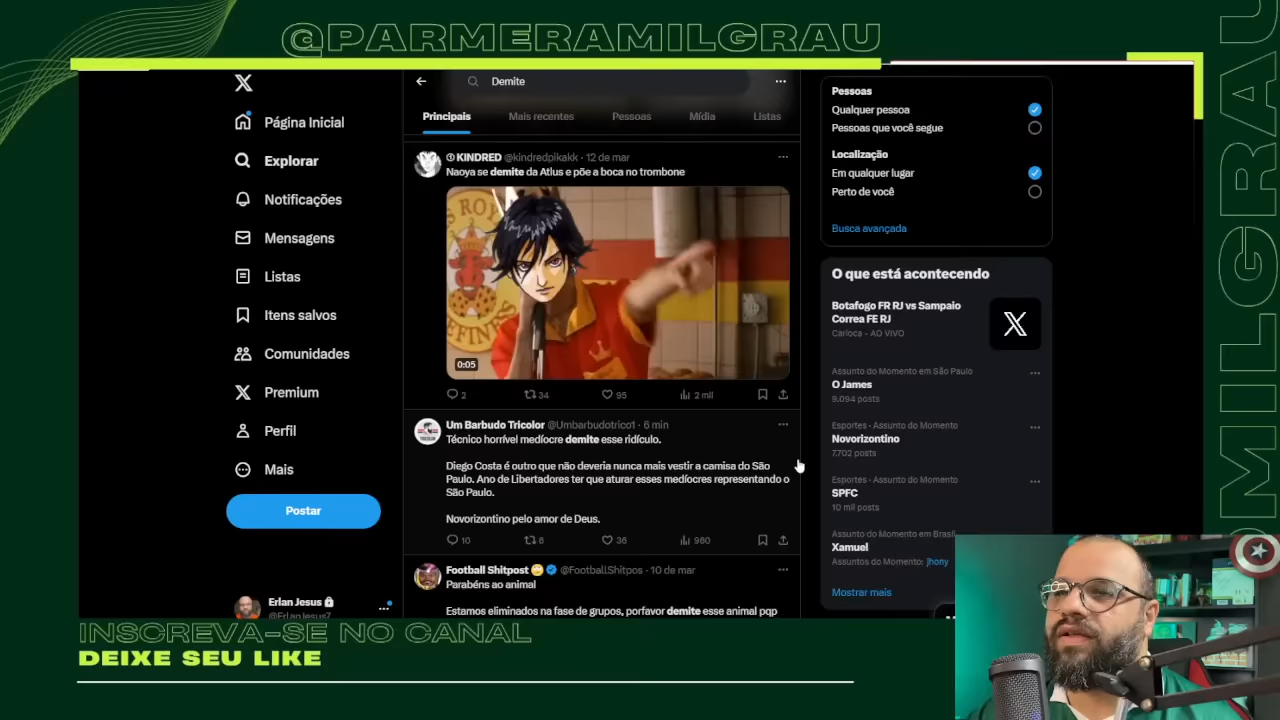 @PARMERAMILGRAU
Demite
Principais
Mais recentes
Pessoas
Mídia
Listas
Página Inicial
Explorar
Notificações
Mensagens
Listas
Itens salvos
Comunidades
Premium
Perfil
Mais
Postar
Erlan Jesus
@ErlanJesus7
KINDRED @kindredpikakk · 12 de mar
Naoya se demite da Atlus e põe a boca no trombone
0:05
2
34
95
2 mil
Um Barbudo Tricolor @Umbarbudotrico1 · 6 min
Técnico horrível medíocre demite esse ridículo.
Diego Costa é outro que não deveria nunca mais vestir a camisa do São
Paulo. Ano de Libertadores ter que aturar esses medíocres representando o
São Paulo.
Novorizontino pelo amor de Deus.
10
6
36
960
Football Shitpost @FootballShitpos · 10 de mar
Parabéns ao animal
Estamos eliminados na fase de grupos, porfavor demite esse animal pqp
Pessoas
Qualquer pessoa
Pessoas que você segue
Localização
Em qualquer lugar
Perto de você
Busca avançada
O que está acontecendo
Botafogo FR RJ vs Sampaio
Correa FE RJ
Carioca - AO VIVO
Assunto do Momento em São Paulo
O James
9.094 posts
Esportes · Assunto do Momento
Novorizontino
7.702 posts
Esportes · Assunto do Momento
SPFC
10 mil posts
Assunto do Momento em Brasil
Xamuel
Assuntos do Momento: jhony
Mostrar mais
INSCREVA-SE NO CANAL
DEIXE SEU LIKE